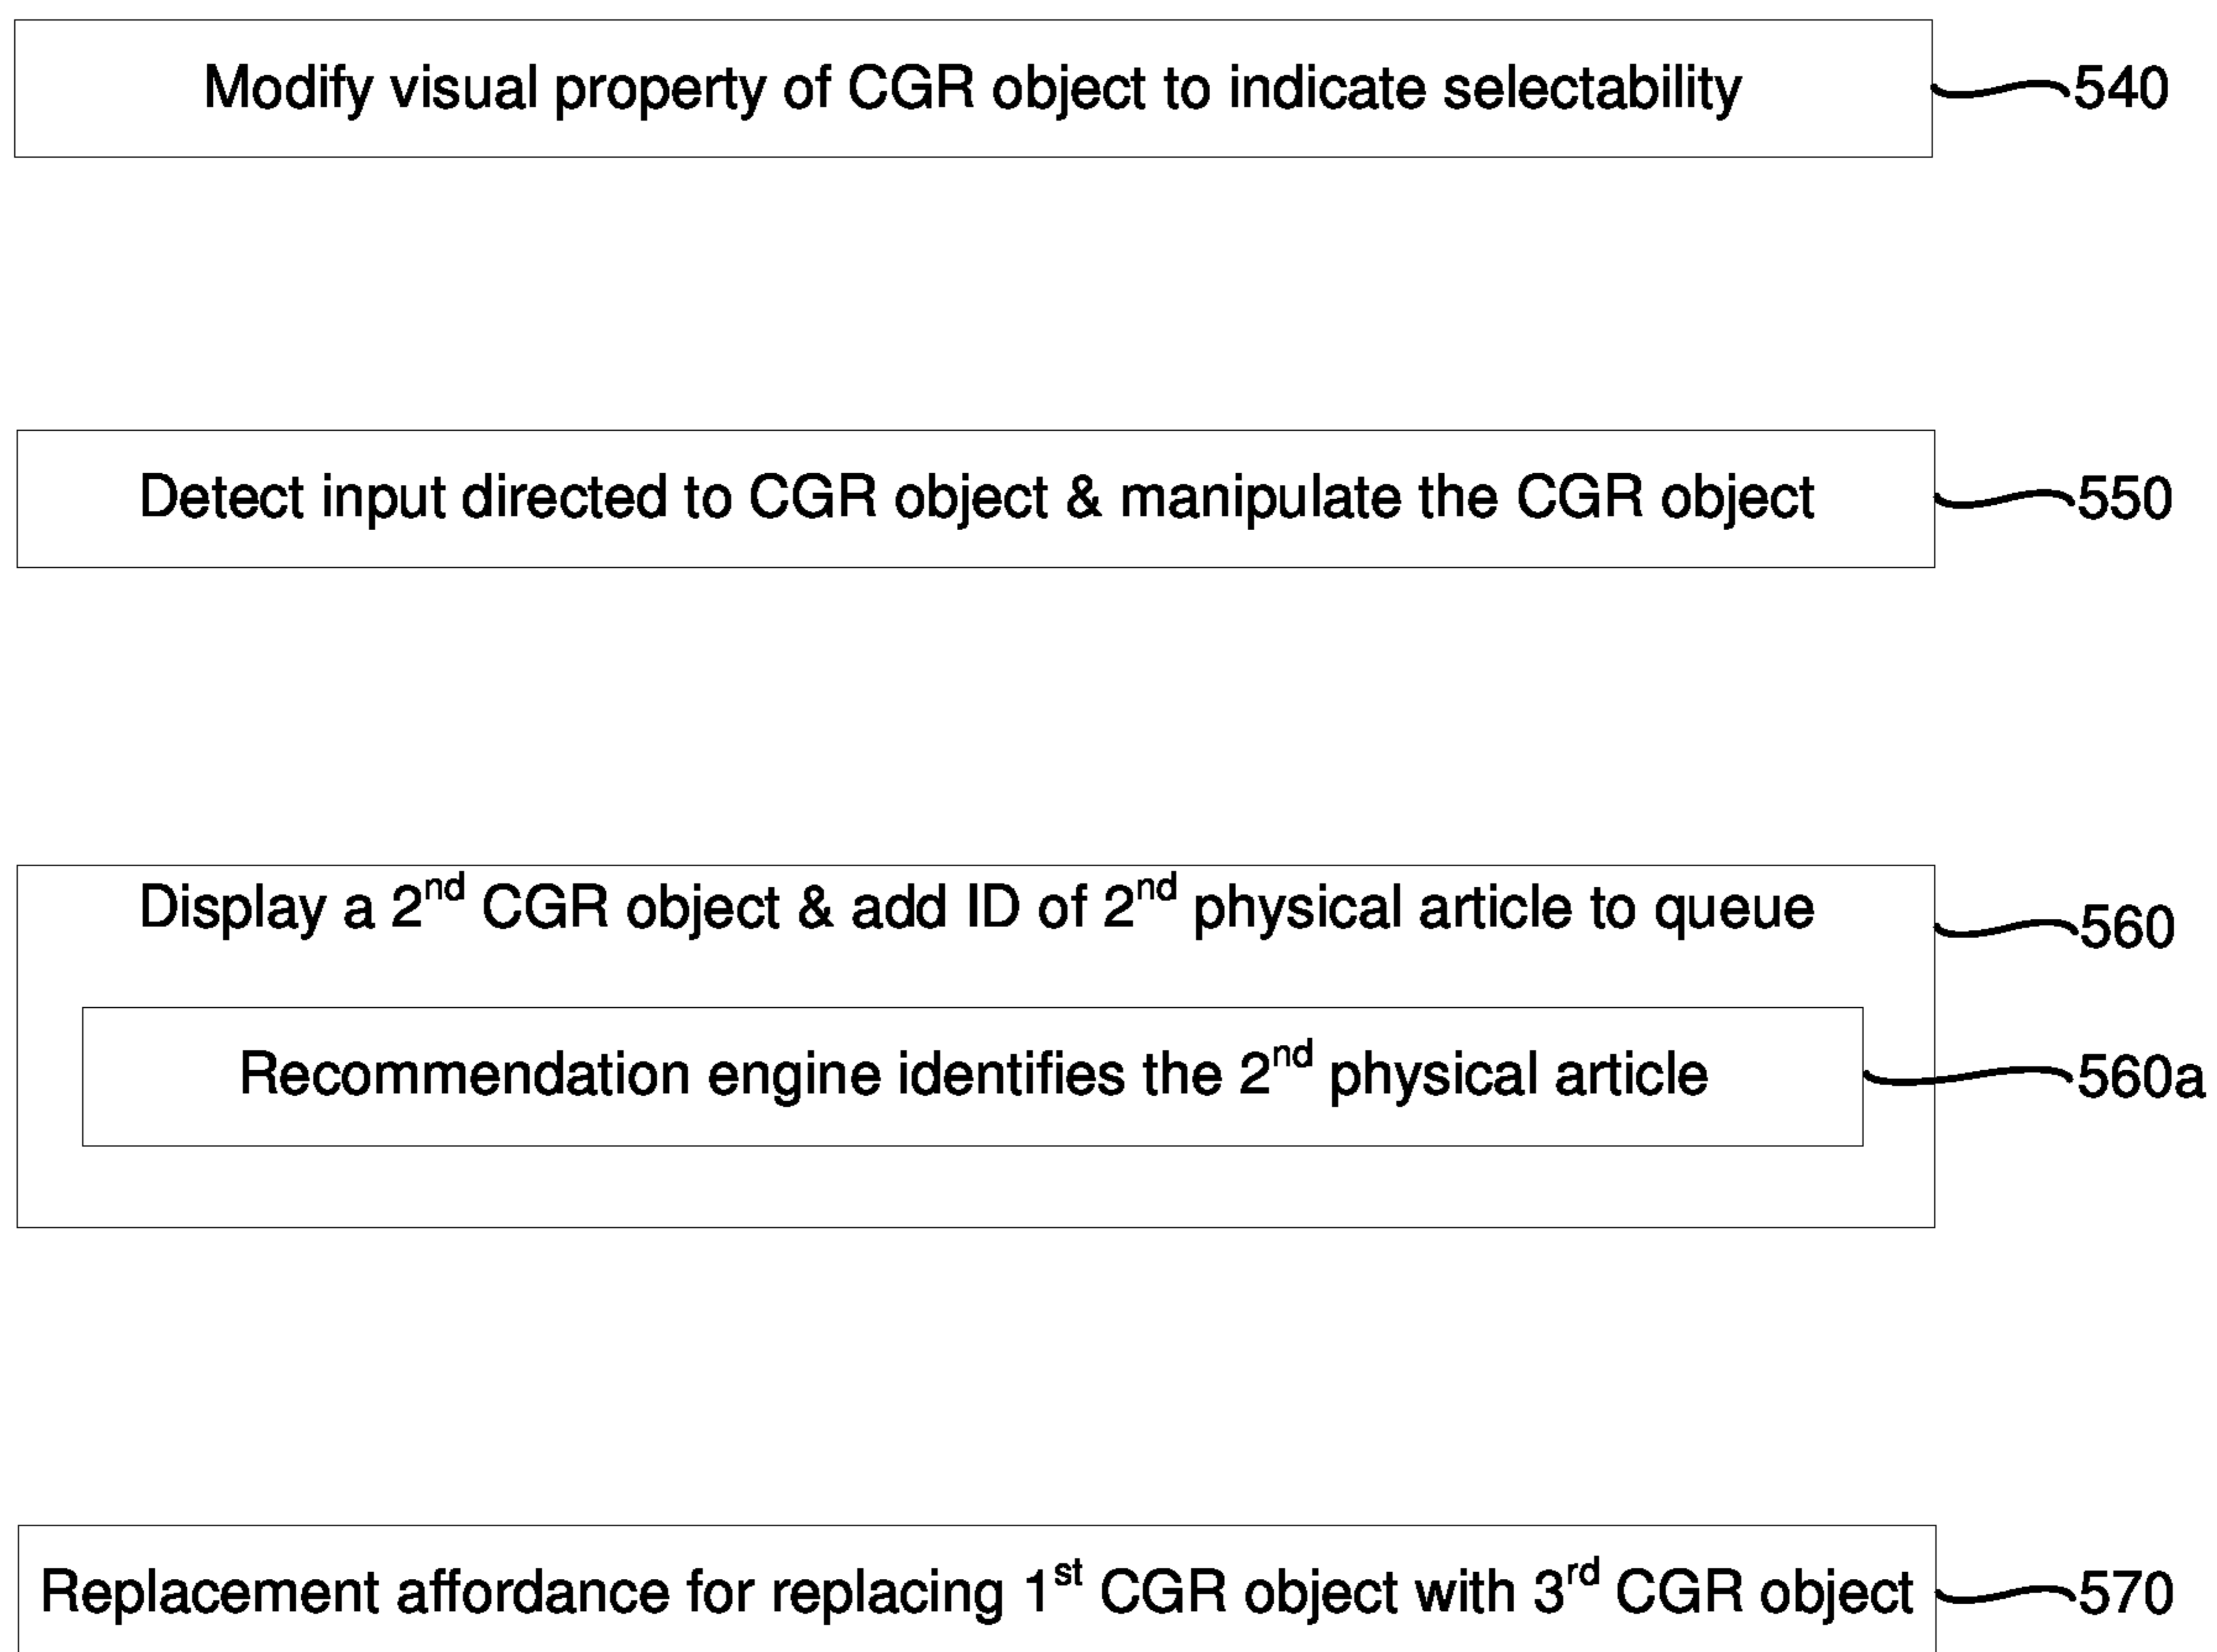 Modify visual property of CGR object to indicate selectability 540
Detect input directed to CGR object & manipulate the CGR object 550
Display a 2nd CGR object & add ID of 2nd physical article to queue 560
Recommendation engine identifies the 2nd physical article 560a
Replacement affordance for replacing 1st CGR object with 3rd CGR object 570